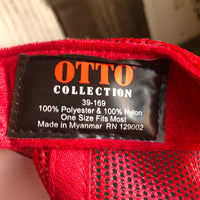 OTTO
COLLECTION
39-169
100% Polyester & 100% Nylon
One Size Fits Most
Made in Myanmar RN 129002